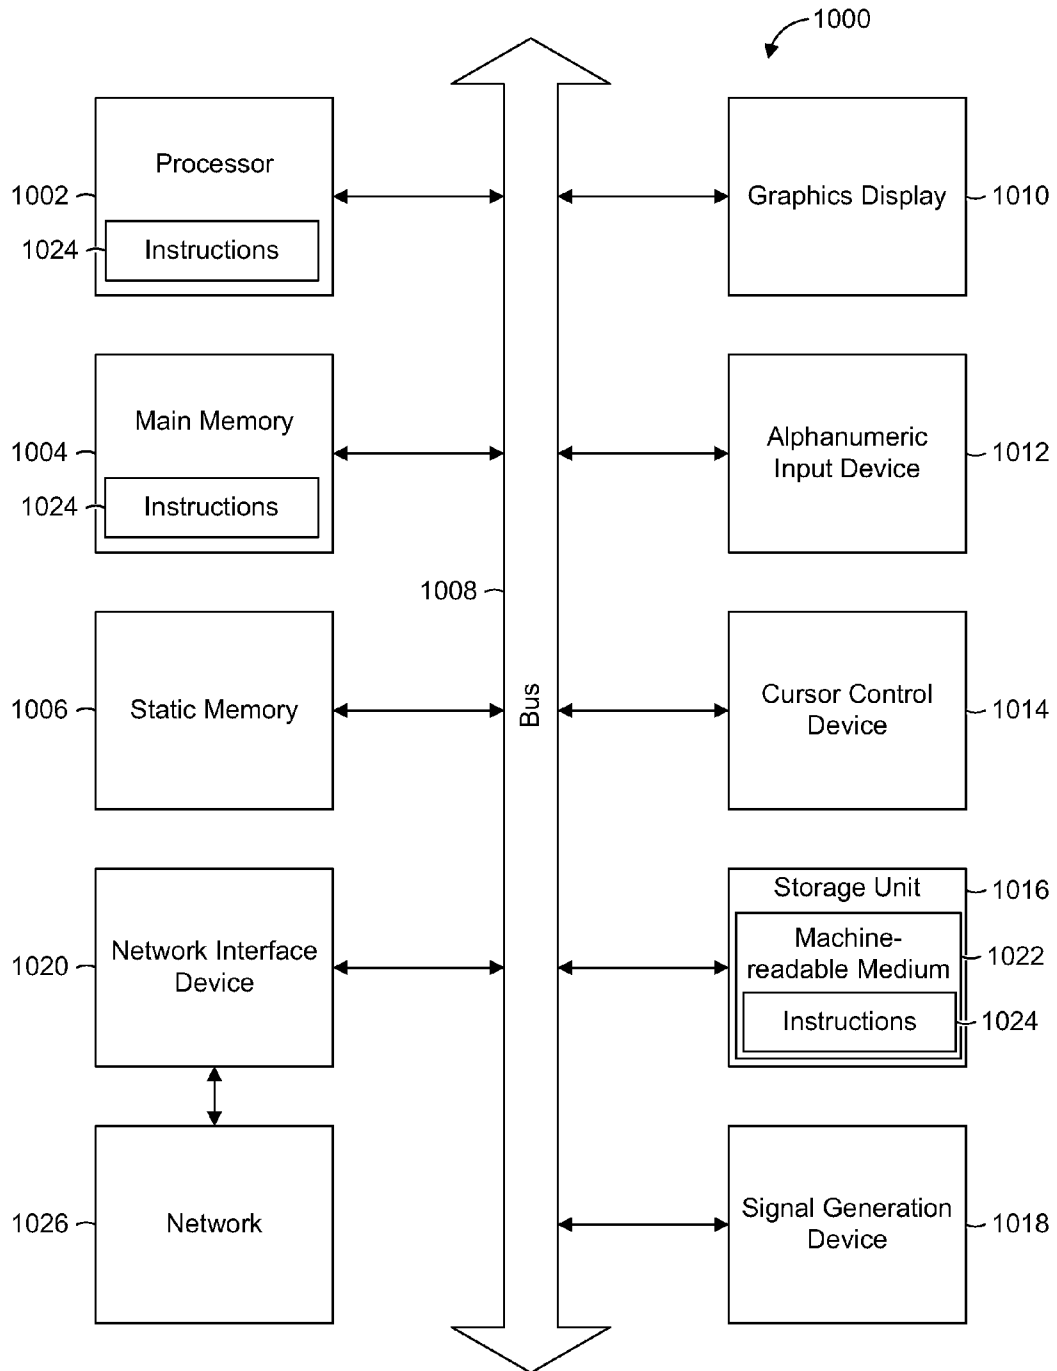 1000
Processor
1002
1024
Instructions
Graphics Display
1010
Main Memory
1004
1024
Instructions
Alphanumeric
Input Device
1012
1008
Bus
Static Memory
1006
Cursor Control
Device
1014
Network Interface
Device
1020
Storage Unit
1016
Machine-
readable Medium
1022
Instructions
1024
Network
1026
Signal Generation
Device
1018